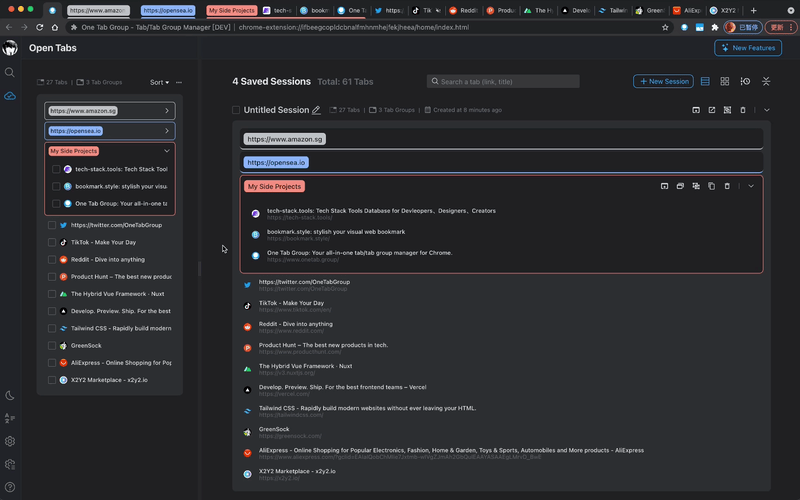 https://www.amazon.sg
https://opensea.io
My Side Projects
tech-s
bookm
One Ta
https:/
TikTok
Reddit
Produc
The Hy
Develo
Tailwin
Green
AliExp
X2Y2
One Tab Group - Tab/Tab Group Manager [DEV] | chrome-extension://lfbeegcopldcbnalfmhnmhejfekjheea/home/index.html
已暂停
更新
Open Tabs
New Features
27 Tabs | 3 Tab Groups
Sort
https://www.amazon.sg
https://opensea.io
My Side Projects
tech-stack.tools: Tech Stack Tool
bookmark.style: stylish your visua
One Tab Group: Your all-in-one ta
https://twitter.com/OneTabGroup
TikTok - Make Your Day
Reddit - Dive into anything
Product Hunt – The best new produc
The Hybrid Vue Framework · Nuxt
Develop. Preview. Ship. For the best
Tailwind CSS - Rapidly build modern
GreenSock
AliExpress - Online Shopping for Pop
X2Y2 Marketplace - x2y2.io
4 Saved Sessions
Total: 61 Tabs
Search a tab (link, title)
+ New Session
Untitled Session
27 Tabs | 3 Tab Groups | Created at 8 minutes ago
https://www.amazon.sg
https://opensea.io
My Side Projects
tech-stack.tools: Tech Stack Tools Database for Devleopers、Designers、Creators
https://tech-stack.tools/
bookmark.style: stylish your visual web bookmark
https://bookmark.style/
One Tab Group: Your all-in-one tab/tab group manager for Chrome.
https://www.onetab.group/
https://twitter.com/OneTabGroup
https://twitter.com/OneTabGroup
TikTok - Make Your Day
https://www.tiktok.com/en/
Reddit - Dive into anything
https://www.reddit.com/
Product Hunt – The best new products in tech.
https://www.producthunt.com/
The Hybrid Vue Framework · Nuxt
https://v3.nuxtjs.org/
Develop. Preview. Ship. For the best frontend teams – Vercel
https://vercel.com/
Tailwind CSS - Rapidly build modern websites without ever leaving your HTML.
https://tailwindcss.com/
GreenSock
https://greensock.com/
AliExpress - Online Shopping for Popular Electronics, Fashion, Home & Garden, Toys & Sports, Automobiles and More products - AliExpress
X2Y2 Marketplace - x2y2.io
https://x2y2.io/